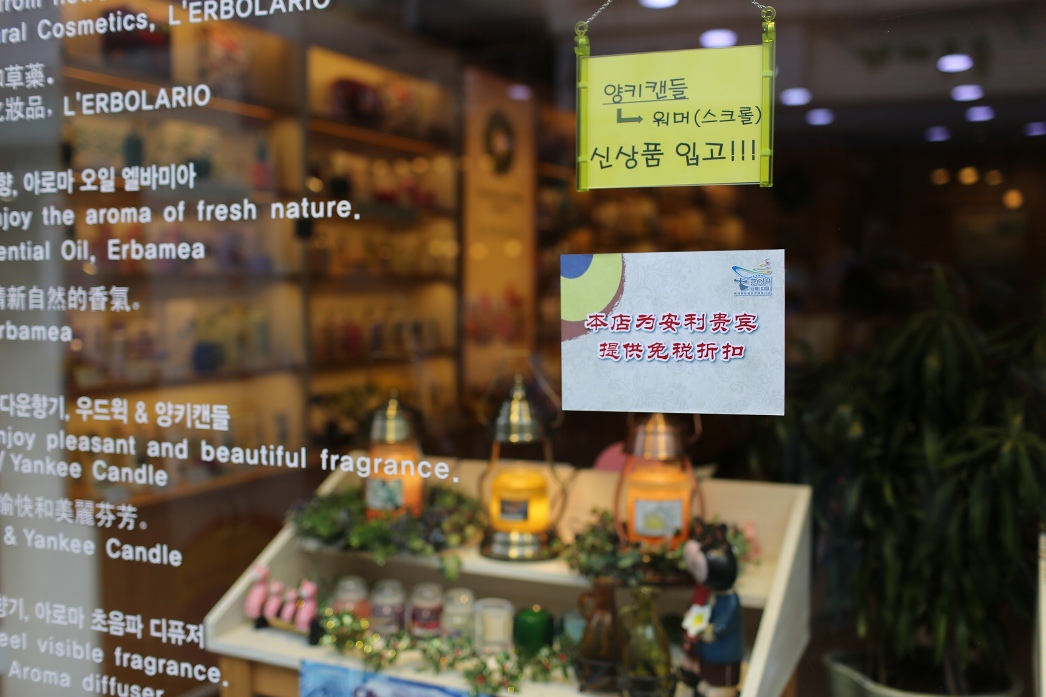 ral Cosmetics, L'ERBOLARIO
草藥。
妝品, L'ERBOLARIO
향, 아로마 오일 엘바미아
njoy the aroma of fresh nature.
ential Oil, Erbamea
清新自然的香氣。
rbamea
다운향기, 우드윅 & 양키캔들
njoy pleasant and beautiful fragrance.
/ Yankee Candle
愉快和美麗芬芳。
& Yankee Candle
향기, 아로마 초음파 디퓨저
eel visible fragrance.
Aroma diffuser
양키캔들
워머(스크롤)
신상품 입고!!!
本店为安利贵宾
提供免税折扣